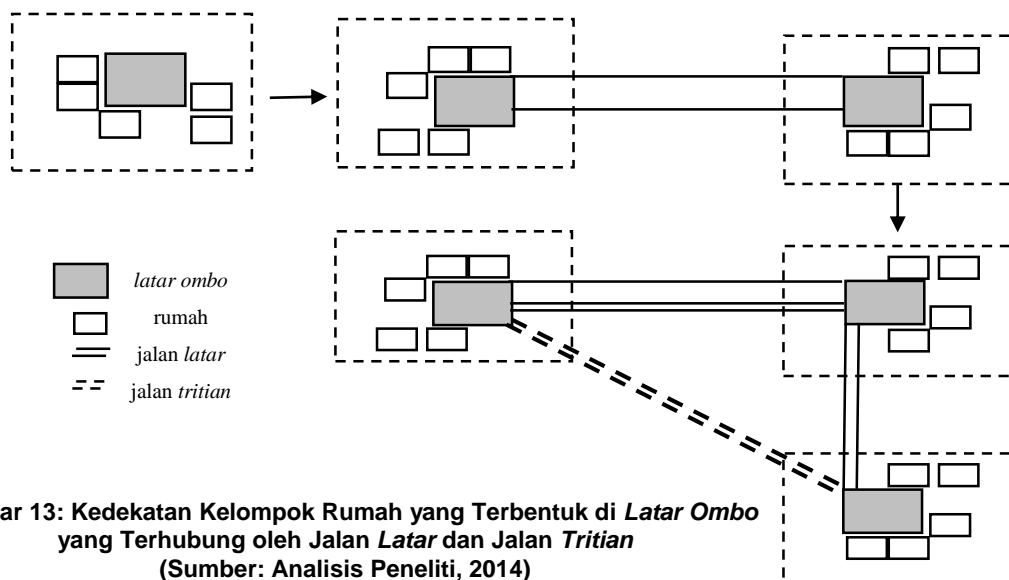 latar ombo
rumah
jalan latar
jalan tritian
ar 13: Kedekatan Kelompok Rumah yang Terbentuk di Latar Ombo
yang Terhubung oleh Jalan Latar dan Jalan Tritian
(Sumber: Analisis Peneliti, 2014)